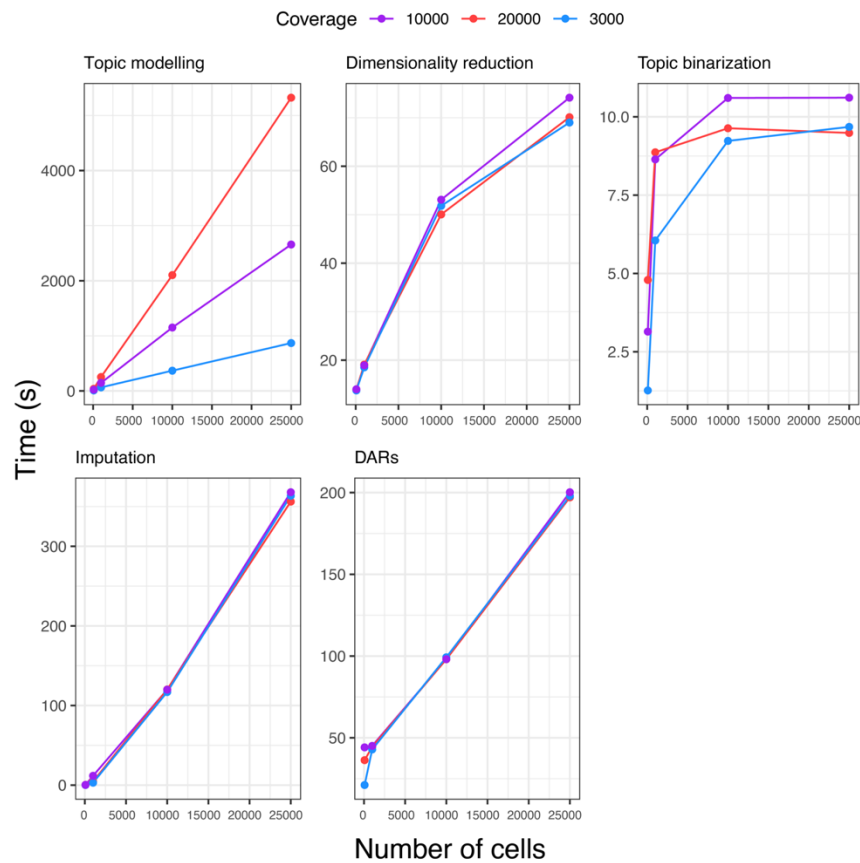 Coverage 10000 20000 3000
Topic modelling
Dimensionality reduction
Topic binarization
4000
2000
0
0 5000 10000 15000 20000 25000
60
40
20
0 5000 10000 15000 20000 25000
10.0
7.5
5.0
2.5
0 5000 10000 15000 20000 25000
Time (s)
Imputation
DARs
300
200
100
0
0 5000 10000 15000 20000 25000
200
150
100
50
0 5000 10000 15000 20000 25000
Number of cells